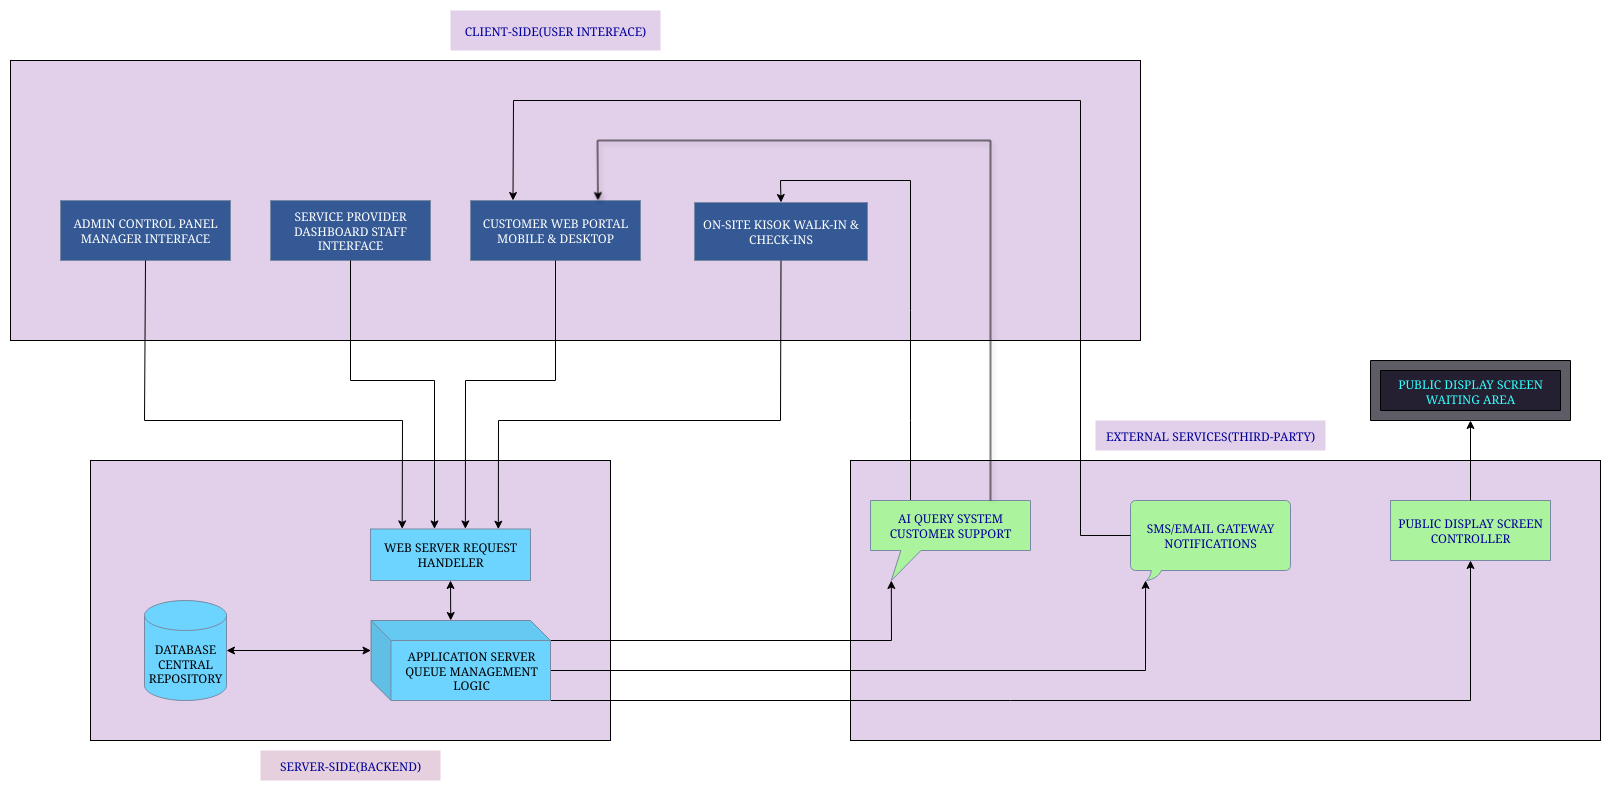 CLIENT-SIDE(USER INTERFACE)
ADMIN CONTROL PANEL
MANAGER INTERFACE
SERVICE PROVIDER
DASHBOARD STAFF
INTERFACE
CUSTOMER WEB PORTAL
MOBILE & DESKTOP
ON-SITE KISOK WALK-IN &
CHECK-INS
PUBLIC DISPLAY SCREEN
WAITING AREA
EXTERNAL SERVICES(THIRD-PARTY)
WEB SERVER REQUEST
HANDELER
AI QUERY SYSTEM
CUSTOMER SUPPORT
SMS/EMAIL GATEWAY
NOTIFICATIONS
PUBLIC DISPLAY SCREEN
CONTROLLER
DATABASE
CENTRAL
REPOSITORY
APPLICATION SERVER
QUEUE MANAGEMENT
LOGIC
SERVER-SIDE(BACKEND)